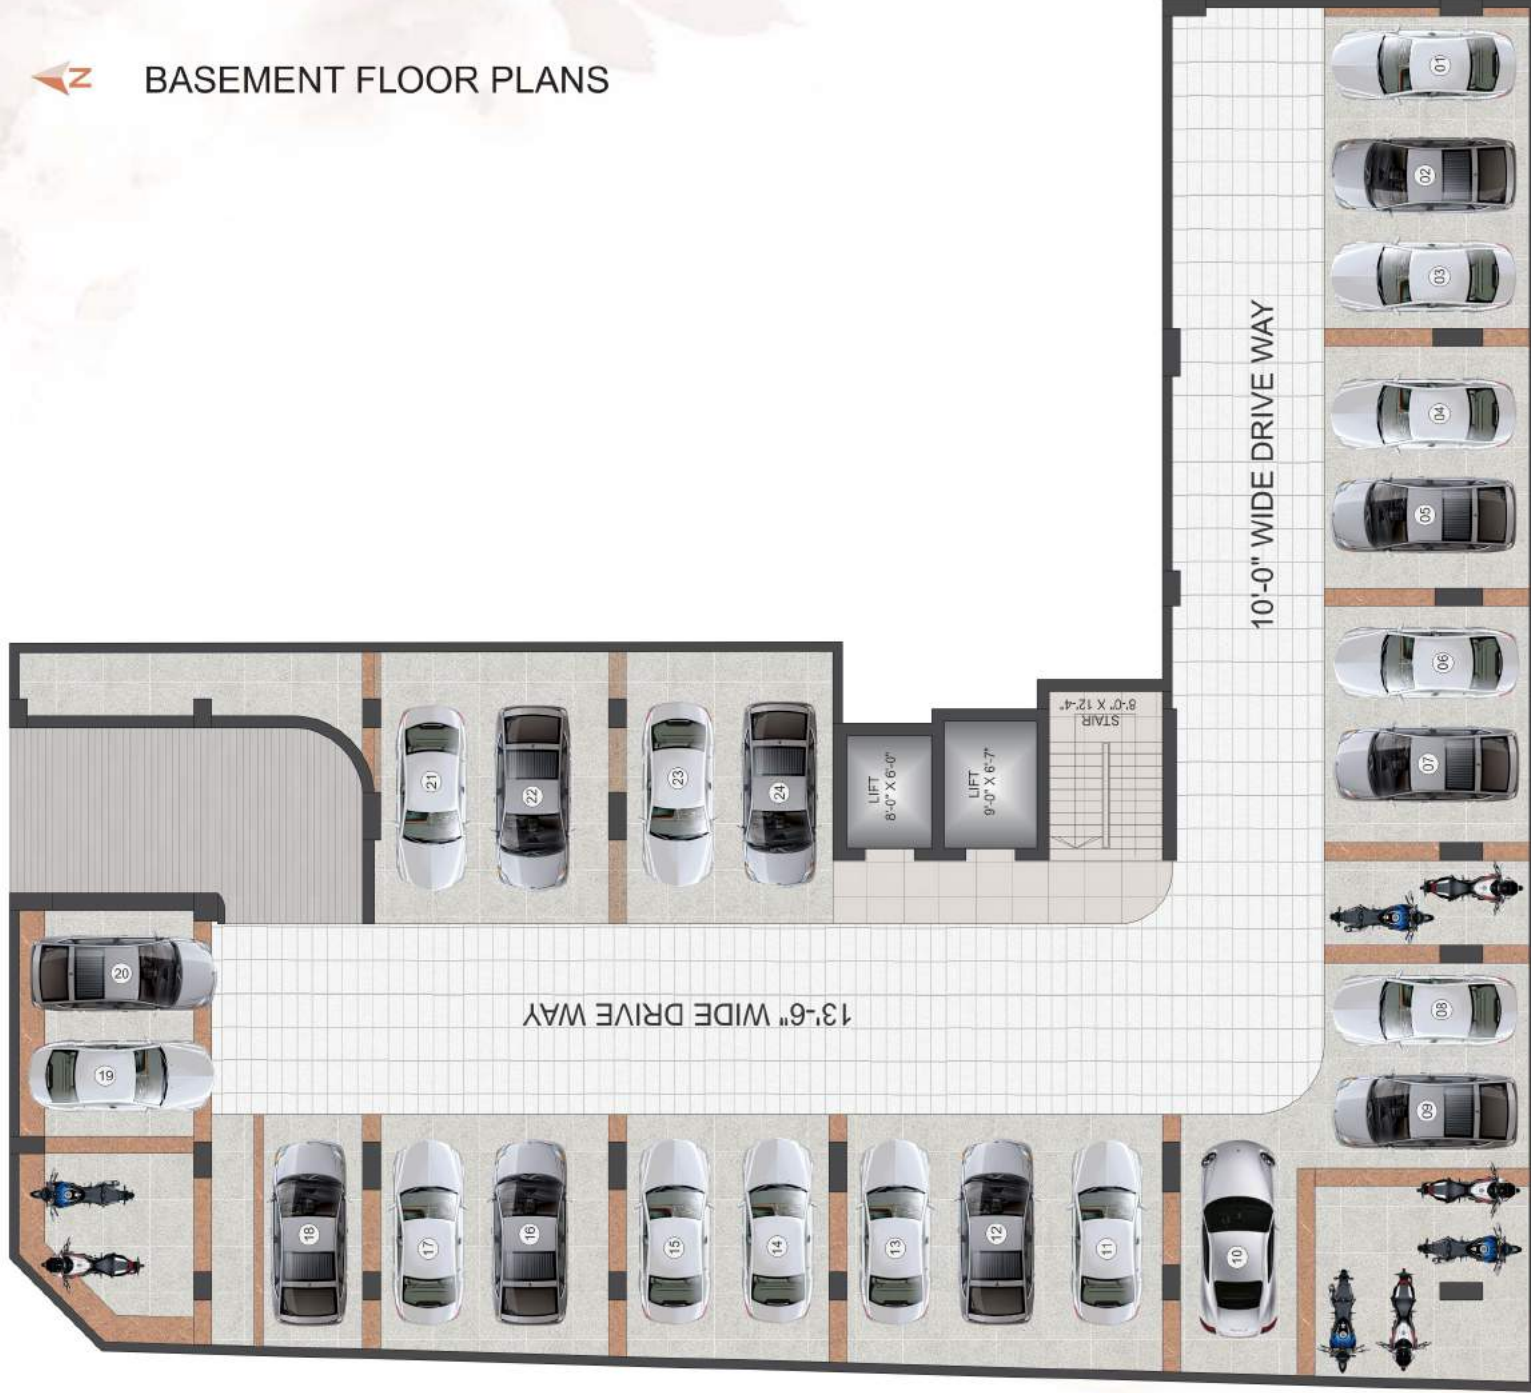 Z
BASEMENT FLOOR PLANS
01
02
03
04
05
06
07
08
09
10'-0" WIDE DRIVE WAY
STAIR
8'-0" X 12'-4"
LIFT
8'-0" X 6'-0"
LIFT
9'-0" X 6'-7"
21
22
23
24
20
19
13'-6" WIDE DRIVE WAY
18
17
16
15
14
13
12
11
10